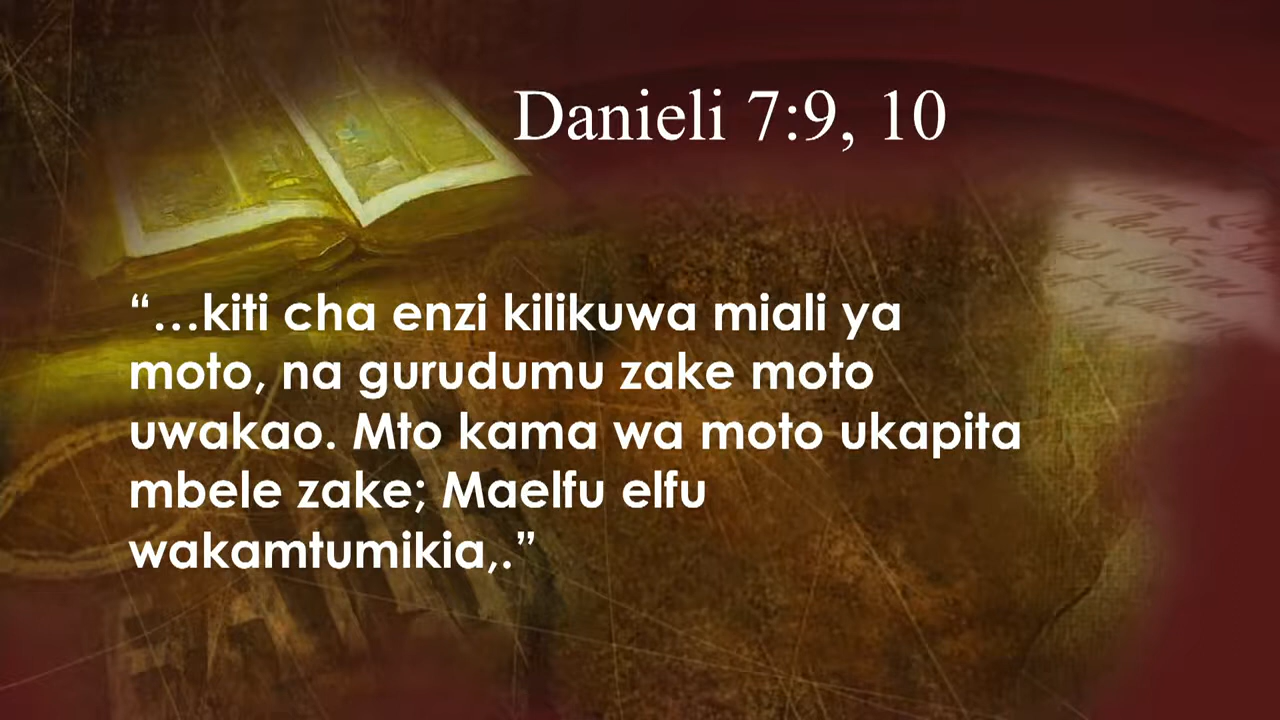 Danieli 7:9, 10
“...kiti cha enzi kilikuwa miali ya
moto, na gurudumu zake moto
uwakao. Mto kama wa moto ukapita
mbele zake; Maelfu elfu
wakamtumikia,.”